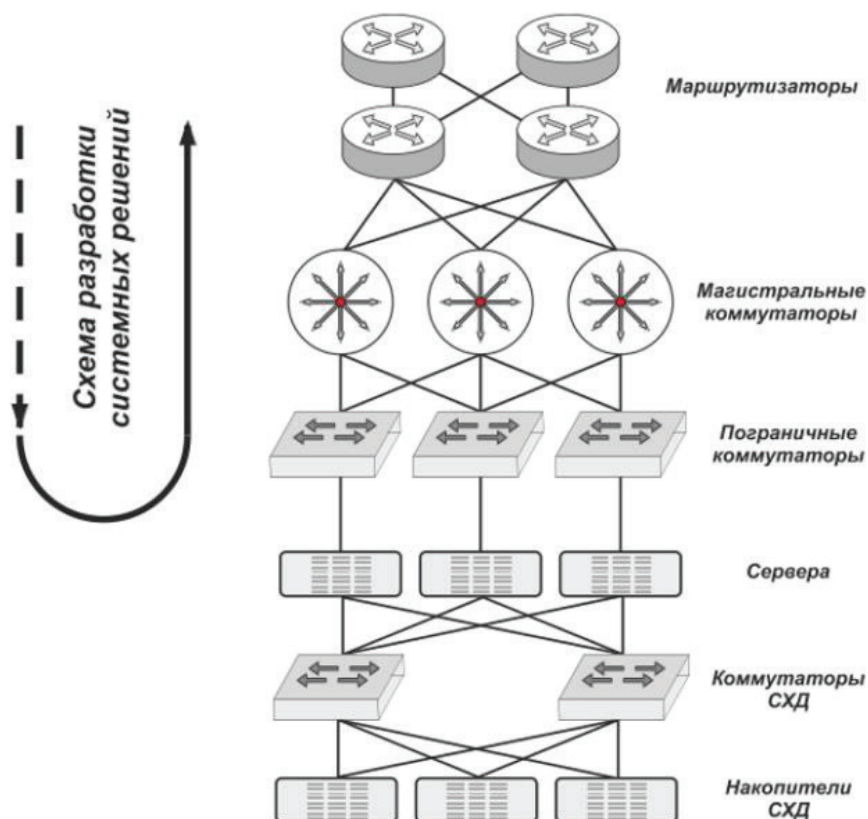 Маршрутизаторы
Схема разработки
системных решений
Магистральные
коммутаторы
Пограничные
коммутаторы
Сервера
Коммутаторы
СХД
Накопители
СХД